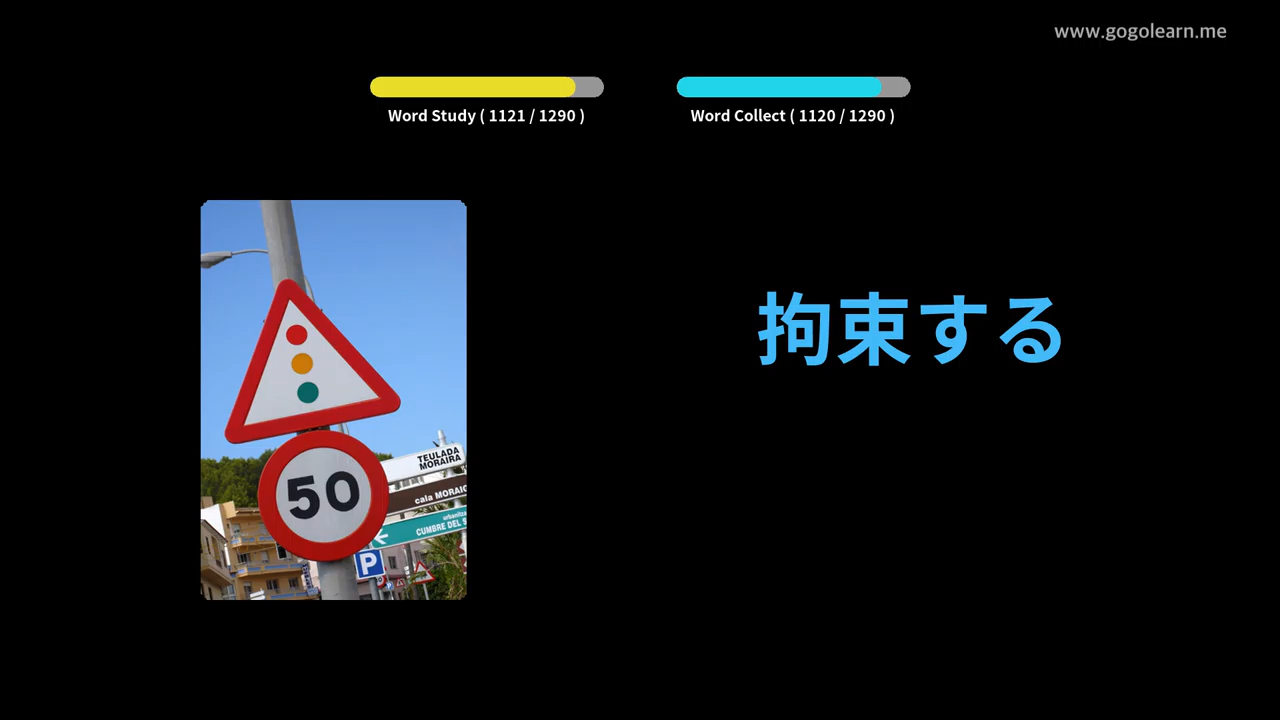 www.gogolearn.me
Word Study ( 1121 / 1290 )
Word Collect ( 1120 / 1290 )
拘束する
50
TEULADA
MORAIRA
cala MORAIG
CUMBRE DEL S
P